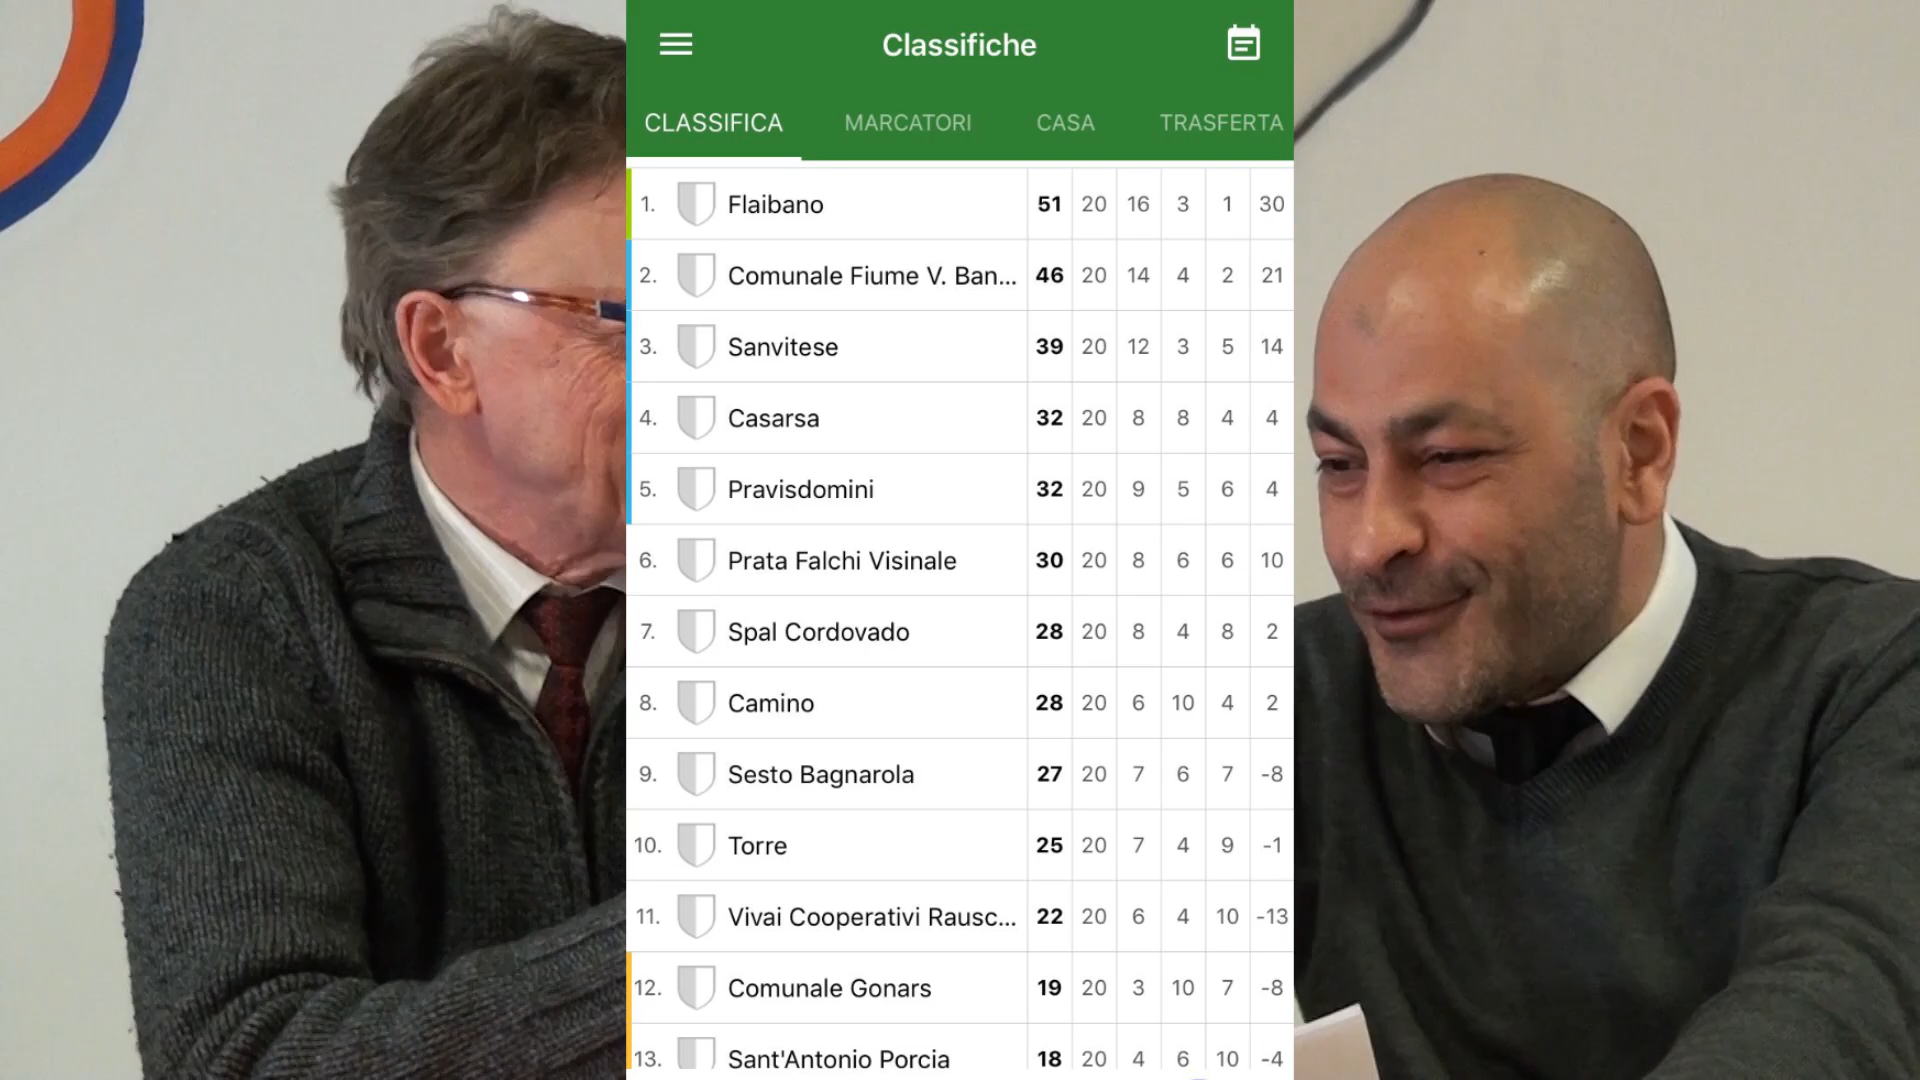 Classifiche
CLASSIFICA MARCATORI CASA TRASFERTA
1. Flaibano 51 20 16 3 1 30
2. Comunale Fiume V. Ban... 46 20 14 4 2 21
3. Sanvitese 39 20 12 3 5 14
4. Casarsa 32 20 8 8 4 4
5. Pravisdomini 32 20 9 5 6 4
6. Prata Falchi Visinale 30 20 8 6 6 10
7. Spal Cordovado 28 20 8 4 8 2
8. Camino 28 20 6 10 4 2
9. Sesto Bagnarola 27 20 7 6 7 -8
10. Torre 25 20 7 4 9 -1
11. Vivai Cooperativi Rausc... 22 20 6 4 10 -13
12. Comunale Gonars 19 20 3 10 7 -8
13. Sant'Antonio Porcia 18 20 4 6 10 -4